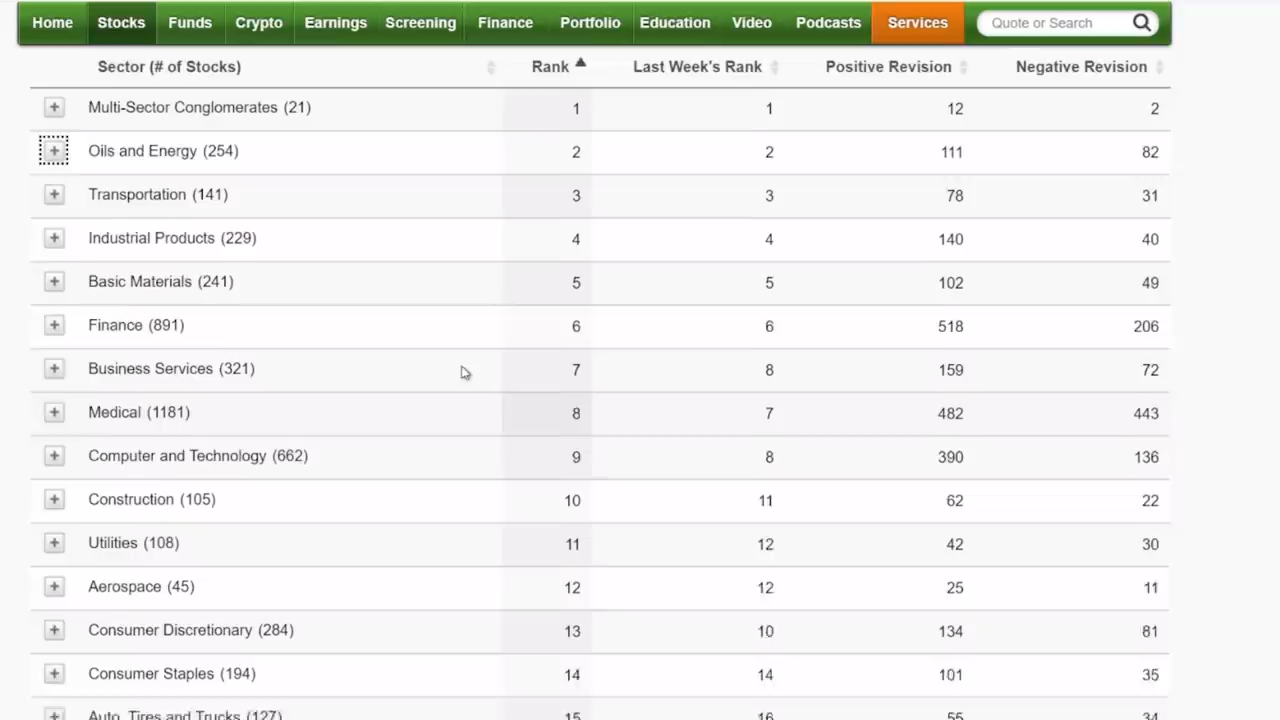 Home Stocks Funds Crypto Earnings Screening Finance Portfolio Education Video Podcasts Services Quote or Search
Sector (# of Stocks) Rank Last Week's Rank Positive Revision Negative Revision
Multi-Sector Conglomerates (21) 1 1 12 2
Oils and Energy (254) 2 2 111 82
Transportation (141) 3 3 78 31
Industrial Products (229) 4 4 140 40
Basic Materials (241) 5 5 102 49
Finance (891) 6 6 518 206
Business Services (321) 7 8 159 72
Medical (1181) 8 7 482 443
Computer and Technology (662) 9 8 390 136
Construction (105) 10 11 62 22
Utilities (108) 11 12 42 30
Aerospace (45) 12 12 25 11
Consumer Discretionary (284) 13 10 134 81
Consumer Staples (194) 14 14 101 35
Auto, Tires and Trucks (127) 15 16 55 34